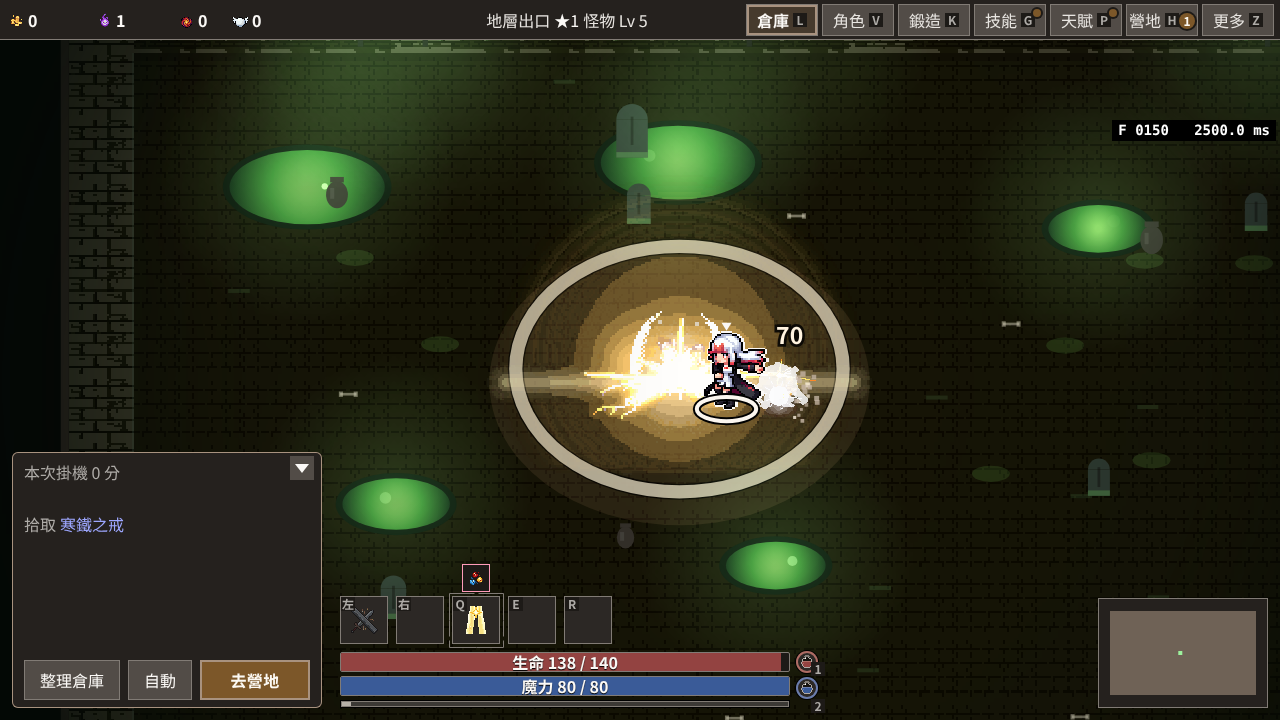 0
1
0
0
地層出口 ★1 怪物 Lv 5
倉庫 L
角色 V
鍛造 K
技能 G
天賦 P
營地 H 1
更多 Z
F 0150 2500.0 ms
70
本次掛機 0 分
拾取 寒鐵之戒
整理倉庫
自動
去營地
左
右
Q
E
R
生命 138 / 140
1
魔力 80 / 80
2